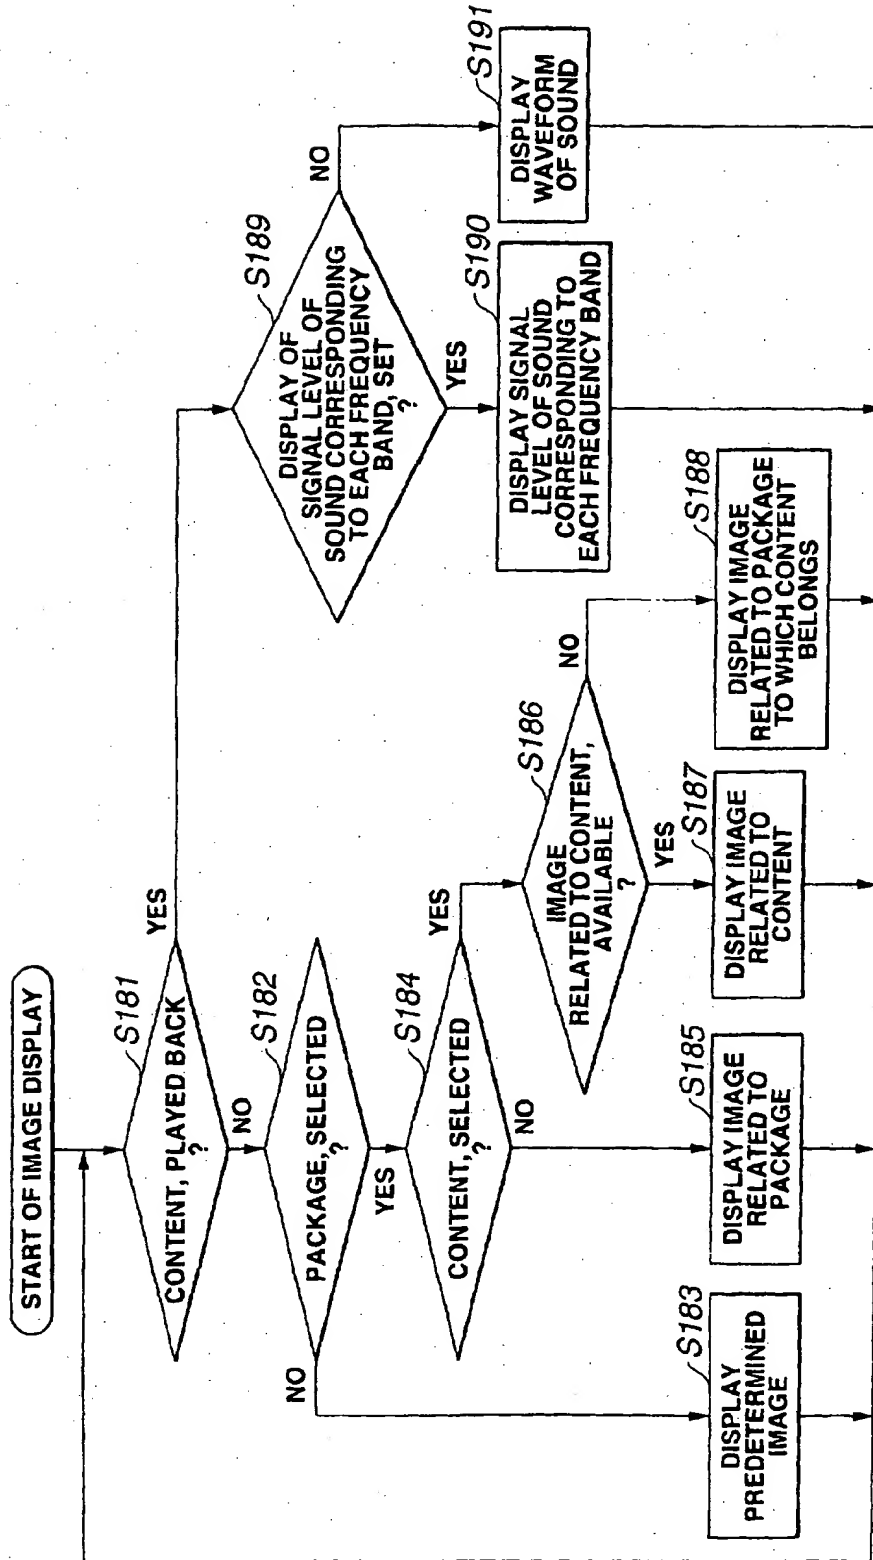 START OF IMAGE DISPLAY
S181
CONTENT, PLAYED BACK
?
YES
NO
S182
PACKAGE, SELECTED
?
NO
YES
S184
CONTENT, SELECTED
?
YES
NO
S189
DISPLAY OF
SIGNAL LEVEL OF
SOUND CORRESPONDING
TO EACH FREQUENCY
BAND, SET
?
NO
YES
S186
IMAGE
RELATED TO CONTENT,
AVAILABLE
?
NO
YES
S183
DISPLAY
PREDETERMINED
IMAGE
S185
DISPLAY IMAGE
RELATED TO
PACKAGE
S187
DISPLAY IMAGE
RELATED TO
CONTENT
S188
DISPLAY IMAGE
RELATED TO PACKAGE
TO WHICH CONTENT
BELONGS
S190
DISPLAY SIGNAL
LEVEL OF SOUND
CORRESPONDING TO
EACH FREQUENCY BAND
S191
DISPLAY
WAVEFORM
OF SOUND